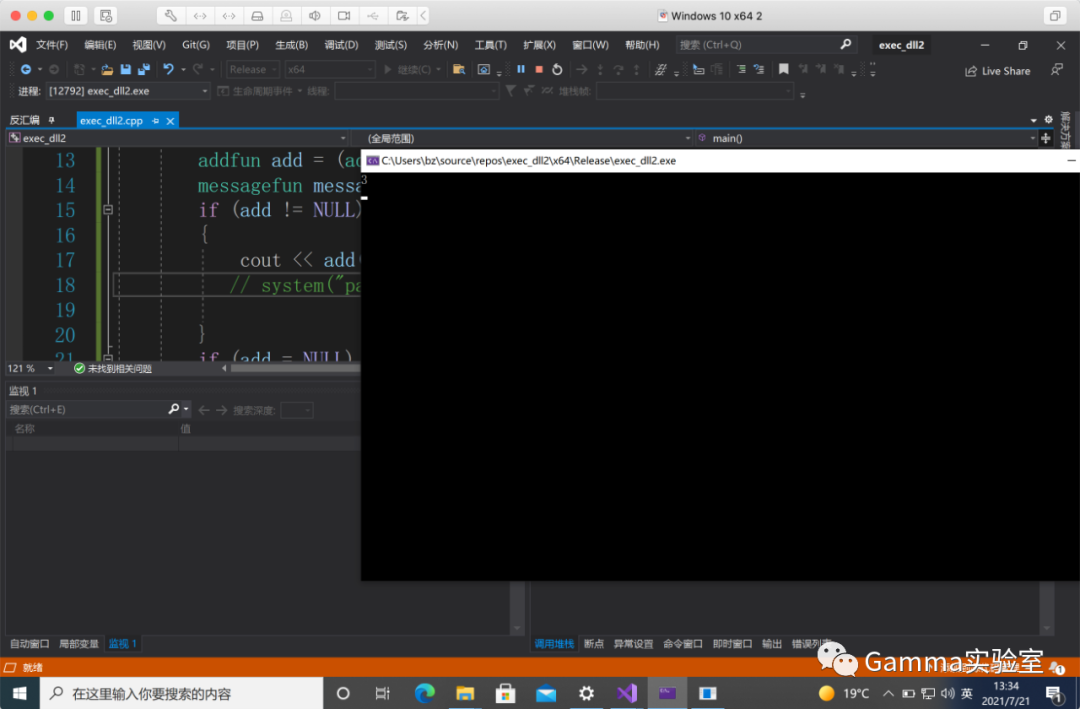 Windows 10 x64 2
文件(F) 编辑(E) 视图(V) Git(G) 项目(P) 生成(B) 调试(D) 测试(S) 分析(N) 工具(T) 扩展(X) 窗口(W) 帮助(H) 搜索 (Ctrl+Q) exec_dll2
Release x64 继续(C) Live Share
进程: [12792] exec_dll2.exe 生命周期事件 线程: 堆栈帧:
反汇编 exec_dll2.cpp
exec_dll2 (全局范围) main()
C:\Users\bz\source\repos\exec_dll2\x64\Release\exec_dll2.exe
3
13 addfun add = (ad
14 messagefun messa
15 if (add != NULL)
16 {
17 cout << add
18 // system("pa
19
20 }
21 if (add = NULL)
121 % 未找到相关问题
监视 1
搜索(Ctrl+E) 搜索深度:
名称 值
自动窗口 局部变量 监视 1
调用堆栈 断点 异常设置 命令窗口 即时窗口 输出 错误列表
就绪
Gamma实验室
在这里输入你要搜索的内容
19°C 英 13:34
2021/7/21